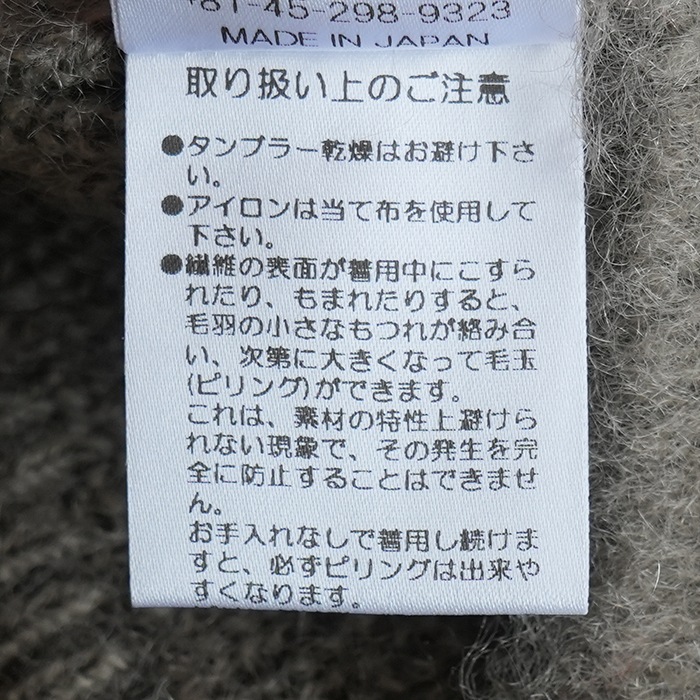 +81-45-298-9323
MADE IN JAPAN
取り扱い上のご注意
●タンブラー乾燥はお避け下さ
い。
●アイロンは当て布を使用して
下さい。
●繊維の表面が着用中にこすら
れたり、もまれたりすると、
毛羽の小さなもつれが絡み合
い、次第に大きくなって毛玉
(ピリング)ができます。
これは、素材の特性上避けら
れない現象で、その発生を完
全に防止することはできませ
ん。
お手入れなしで着用し続けま
すと、必ずピリングは出来や
すくなります。